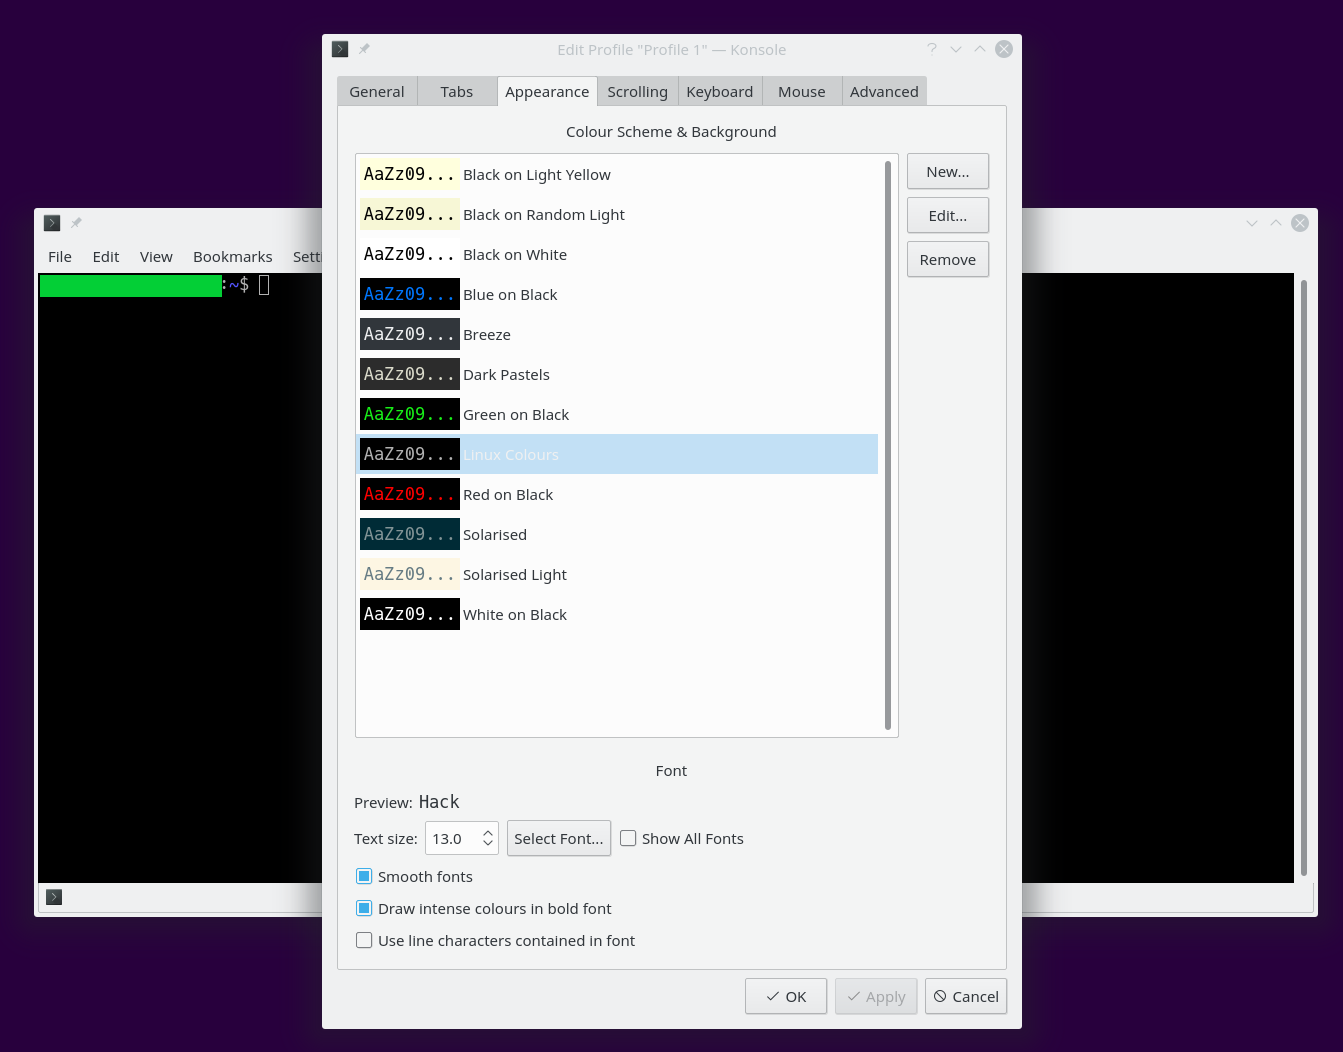 Edit Profile "Profile 1" — Konsole
General Tabs Appearance Scrolling Keyboard Mouse Advanced
Colour Scheme & Background
AaZz09... Black on Light Yellow
AaZz09... Black on Random Light
AaZz09... Black on White
AaZz09... Blue on Black
AaZz09... Breeze
AaZz09... Dark Pastels
AaZz09... Green on Black
AaZz09... Linux Colours
AaZz09... Red on Black
AaZz09... Solarised
AaZz09... Solarised Light
AaZz09... White on Black
New...
Edit...
Remove
Font
Preview: Hack
Text size: 13.0 Select Font... Show All Fonts
Smooth fonts
Draw intense colours in bold font
Use line characters contained in font
OK Apply Cancel
File Edit View Bookmarks
:~$